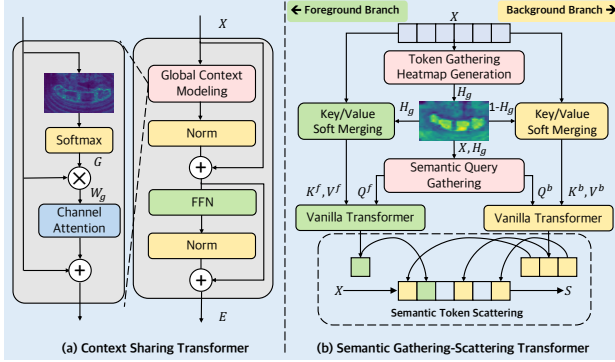 X
Global Context
Modeling
Norm
FFN
Norm
E
Softmax
G
W_g
Channel
Attention
(a) Context Sharing Transformer
← Foreground Branch
Background Branch →
X
Token Gathering
Heatmap Generation
H_g
Key/Value
Soft Merging
H_g
1-H_g
Key/Value
Soft Merging
X, H_g
Semantic Query
Gathering
K^f, V^f
Q^f
Q^b
K^b, V^b
Vanilla Transformer
Vanilla Transformer
X
S
Semantic Token Scattering
(b) Semantic Gathering-Scattering Transformer